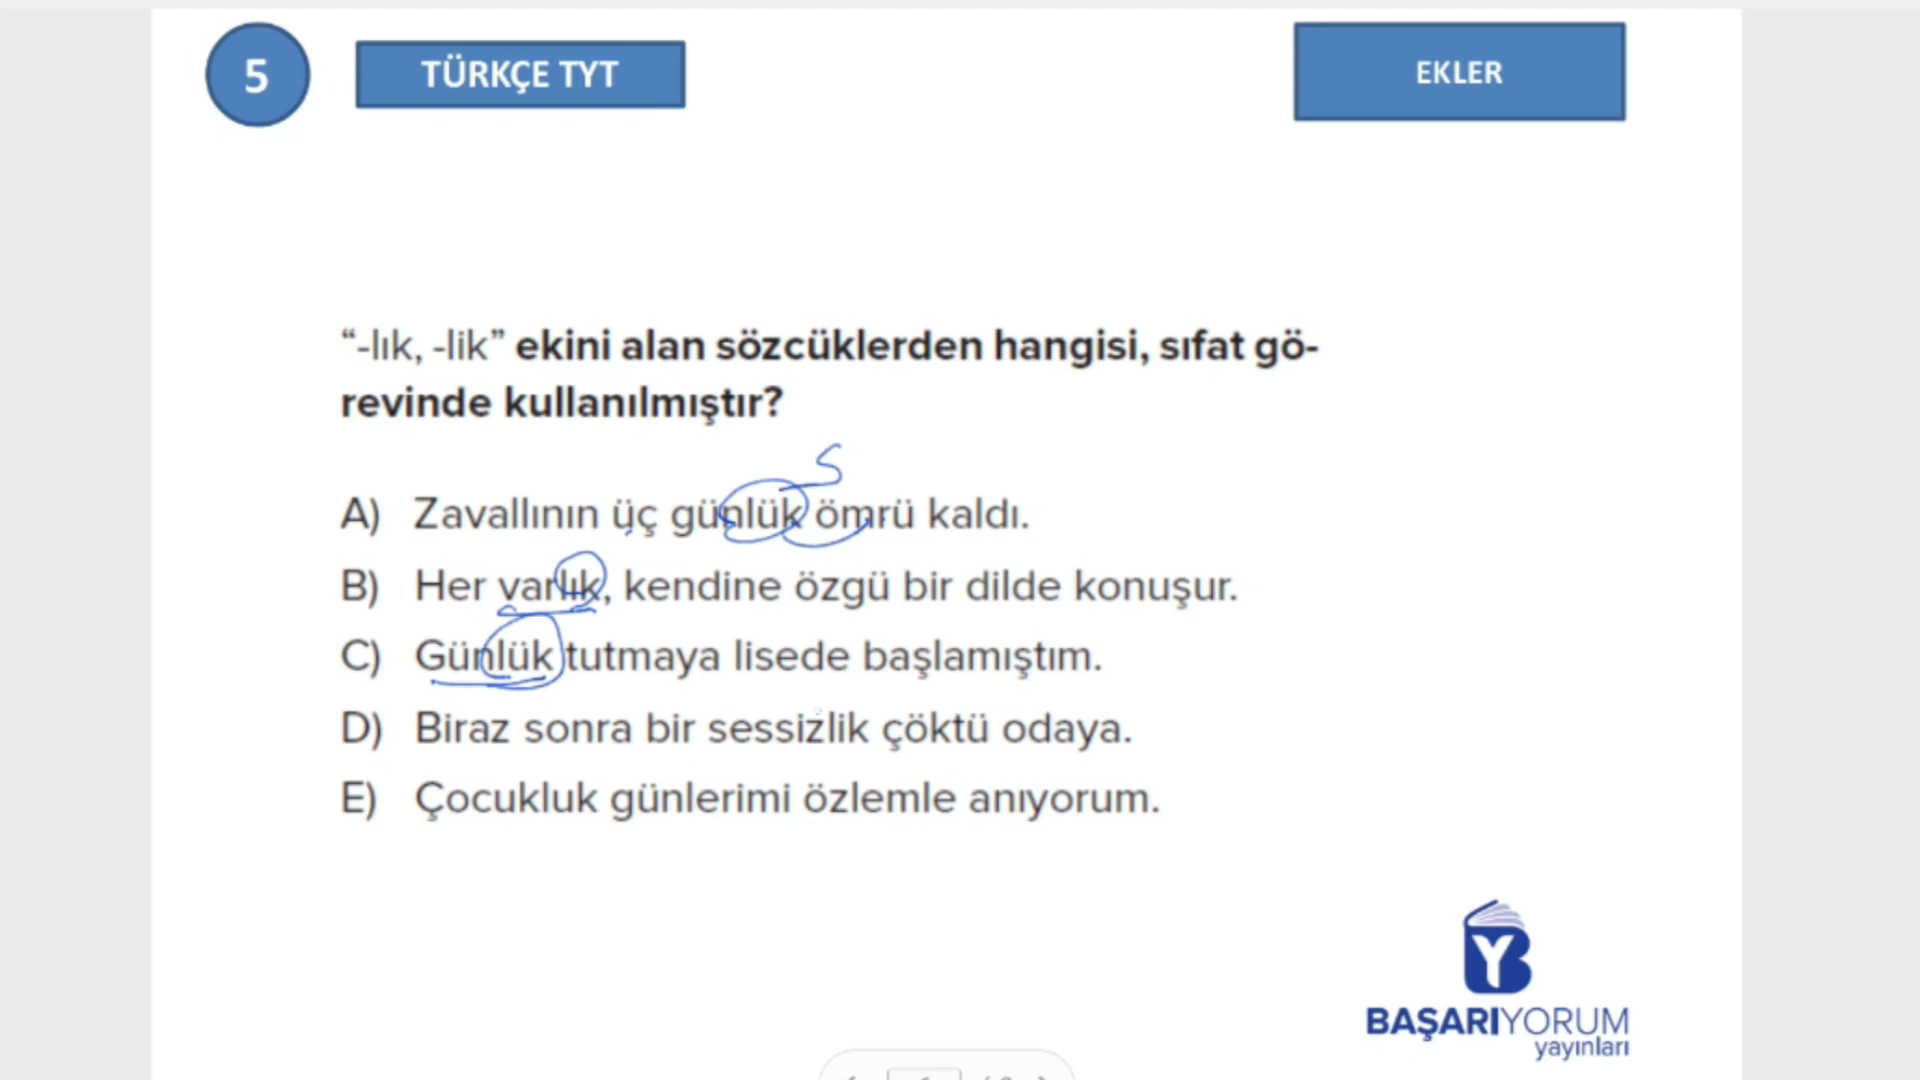 5
TÜRKÇE TYT
EKLER
“-lık, -lik” ekini alan sözcüklerden hangisi, sıfat gö-
revinde kullanılmıştır?
S
A) Zavallının üç günlük ömrü kaldı.
B) Her varlık, kendine özgü bir dilde konuşur.
C) Günlük tutmaya lisede başlamıştım.
D) Biraz sonra bir sessizlik çöktü odaya.
E) Çocukluk günlerimi özlemle anıyorum.
BAŞARIYORUM
yayınları